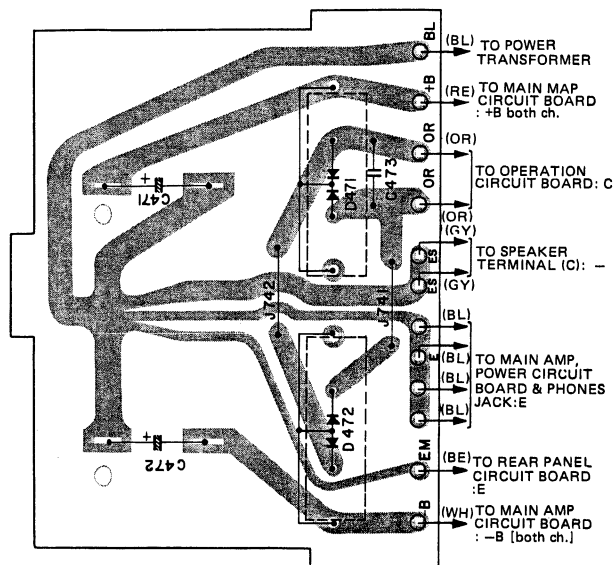 BL
(BL)
TO POWER
TRANSFORMER
+B
(RE)
TO MAIN MAP
CIRCUIT BOARD
: +B both ch.
OR
(OR)
OR
TO OPERATION
CIRCUIT BOARD: C
(OR)
(GY)
ES
TO SPEAKER
TERMINAL (C): −
ES
(GY)
(BL)
E
(BL)
TO MAIN AMP,
POWER CIRCUIT
BOARD & PHONES
JACK:E
(BL)
(BL)
EM
(BE)
TO REAR PANEL
CIRCUIT BOARD
:E
B
(WH)
TO MAIN AMP
CIRCUIT BOARD
: −B [both ch.]
+
C471
D471
C473
J742
J741
D472
+
C472